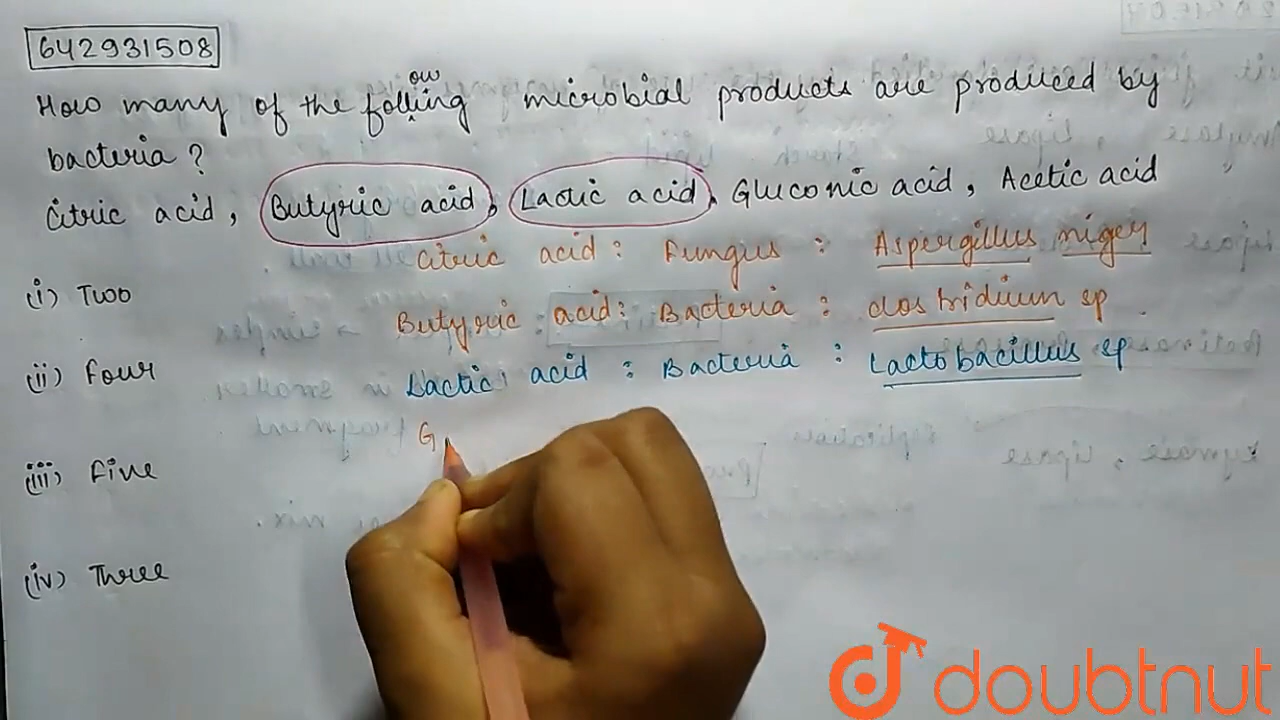 642931508
How many of the following microbial products are produced by
bacteria?
Citric acid, Butyric acid, Lactic acid, Gluconic acid, Acetic acid
Citric acid: Fungus: Aspergillus niger
(i) Two
Butyric acid: Bacteria: clostridium sp.
(ii) Four
Lactic acid: Bacteria: Lactobacillus sp
G
(iii) Five
(iv) Three
doubtnut